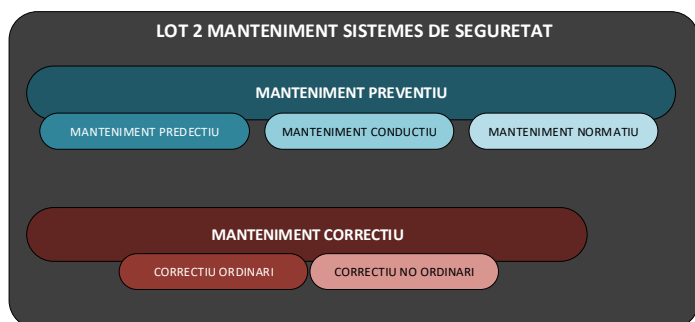 LOT 2 MANTENIMENT SISTEMES DE SEGURETAT
MANTENIMENT PREVENTIU
MANTENIMENT PREDECTIU
MANTENIMENT CONDUCTIU
MANTENIMENT NORMATIU
MANTENIMENT CORRECTIU
CORRECTIU ORDINARI
CORRECTIU NO ORDINARI